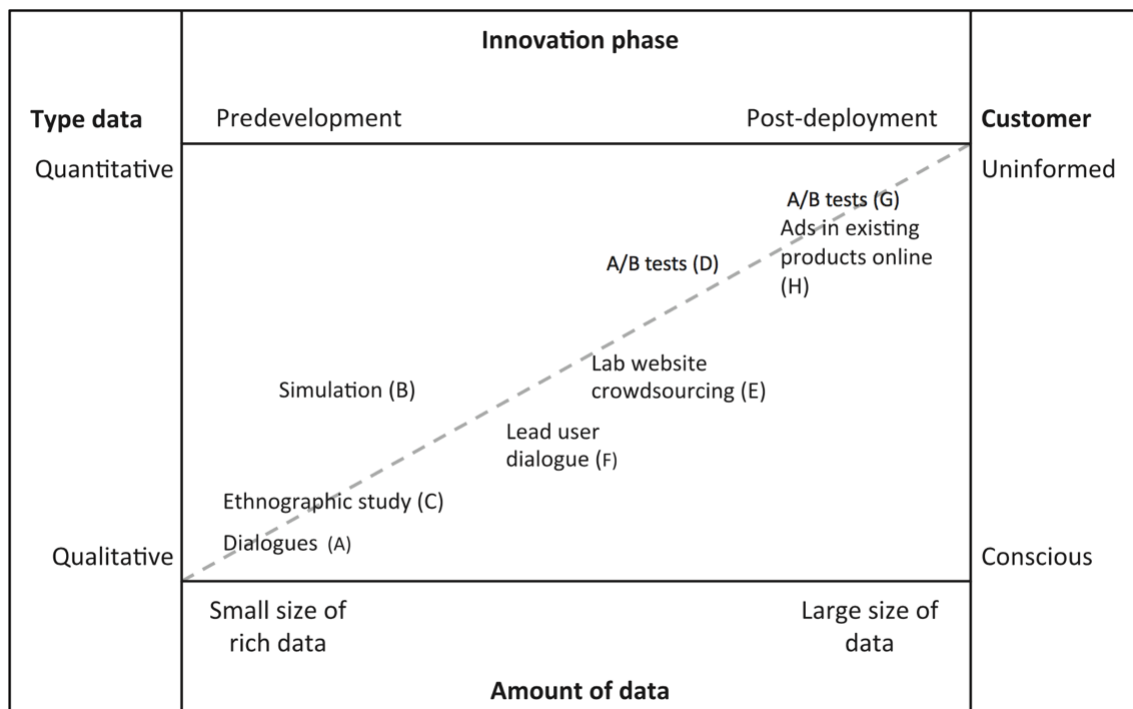 Innovation phase
Type data
Predevelopment
Post-deployment
Customer
Quantitative
Uninformed
A/B tests (G)
Ads in existing
products online
(H)
A/B tests (D)
Lab website
crowdsourcing (E)
Simulation (B)
Lead user
dialogue (F)
Ethnographic study (C)
Dialogues (A)
Qualitative
Conscious
Small size of
rich data
Large size of
data
Amount of data